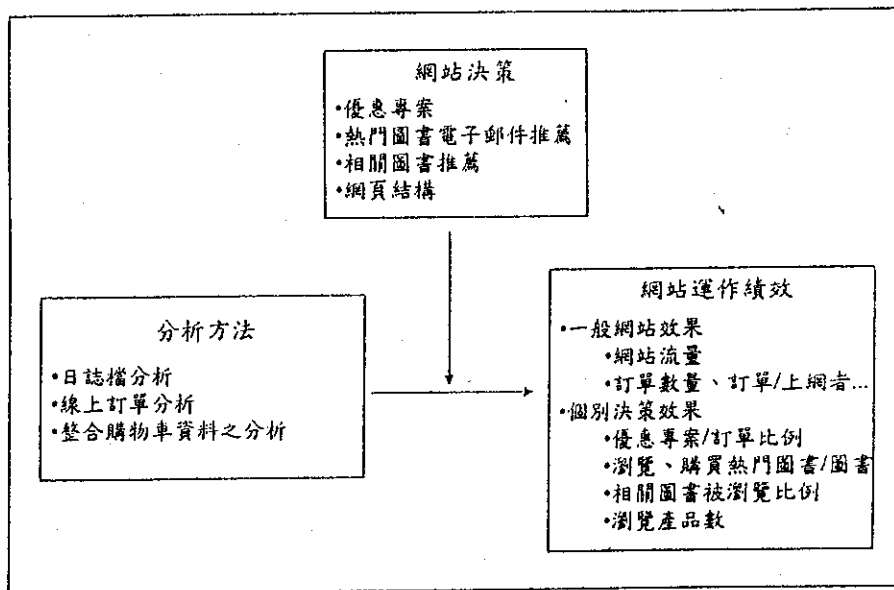 網站決策
•優惠專案
•熱門圖書電子郵件推薦
•相關圖書推薦
•網頁結構
分析方法
•日誌檔分析
•線上訂單分析
•整合購物車資料之分析
網站運作績效
•一般網站效果
•網站流量
•訂單數量、訂單/上網者...
•個別決策效果
•優惠專案/訂單比例
•瀏覽、購買熱門圖書/圖書
•相關圖書被瀏覽比例
•瀏覽產品數